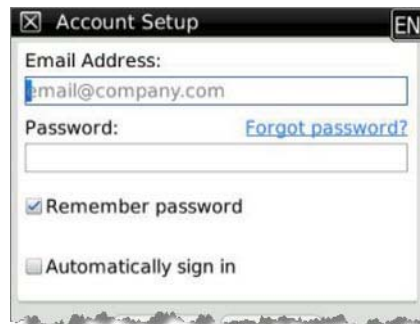 Account Setup EN
Email Address:
email@company.com
Password: Forgot password?
Remember password
Automatically sign in